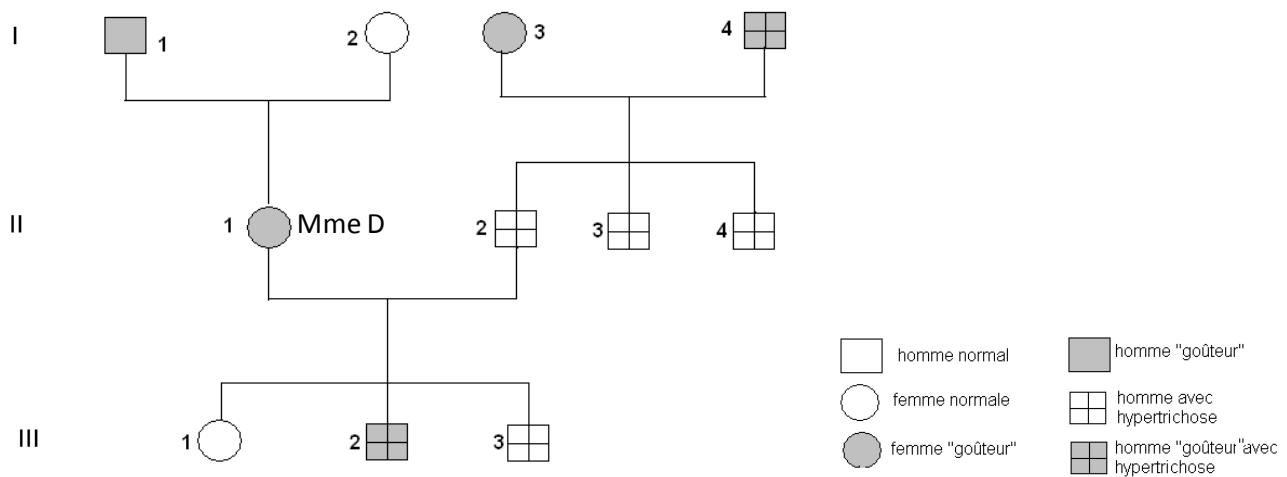 I
1
2
3
4
II
1
Mme D
2
3
4
III
1
2
3
homme normal
femme normale
femme "goûteur"
homme "goûteur"
homme avec
hypertrichose
homme "goûteur"avec
hypertrichose